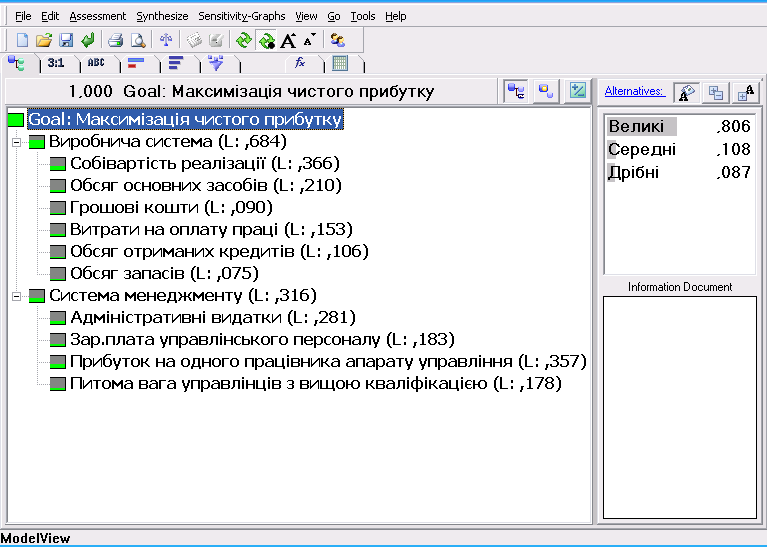 File Edit Assessment Synthesize Sensitivity-Graphs View Go Tools Help
A A
3:1 ABC fx
1,000 Goal: Максимізація чистого прибутку
Alternatives: A A
Goal: Максимізація чистого прибутку
Виробнича система (L: ,684)
Собівартість реалізації (L: ,366)
Обсяг основних засобів (L: ,210)
Грошові кошти (L: ,090)
Витрати на оплату праці (L: ,153)
Обсяг отриманих кредитів (L: ,106)
Обсяг запасів (L: ,075)
Система менеджменту (L: ,316)
Адміністративні видатки (L: ,281)
Зар.плата управлінського персоналу (L: ,183)
Прибуток на одного працівника апарату управління (L: ,357)
Питома вага управлінців з вищою кваліфікацією (L: ,178)
Великі ,806
Середні ,108
Дрібні ,087
Information Document
ModelView